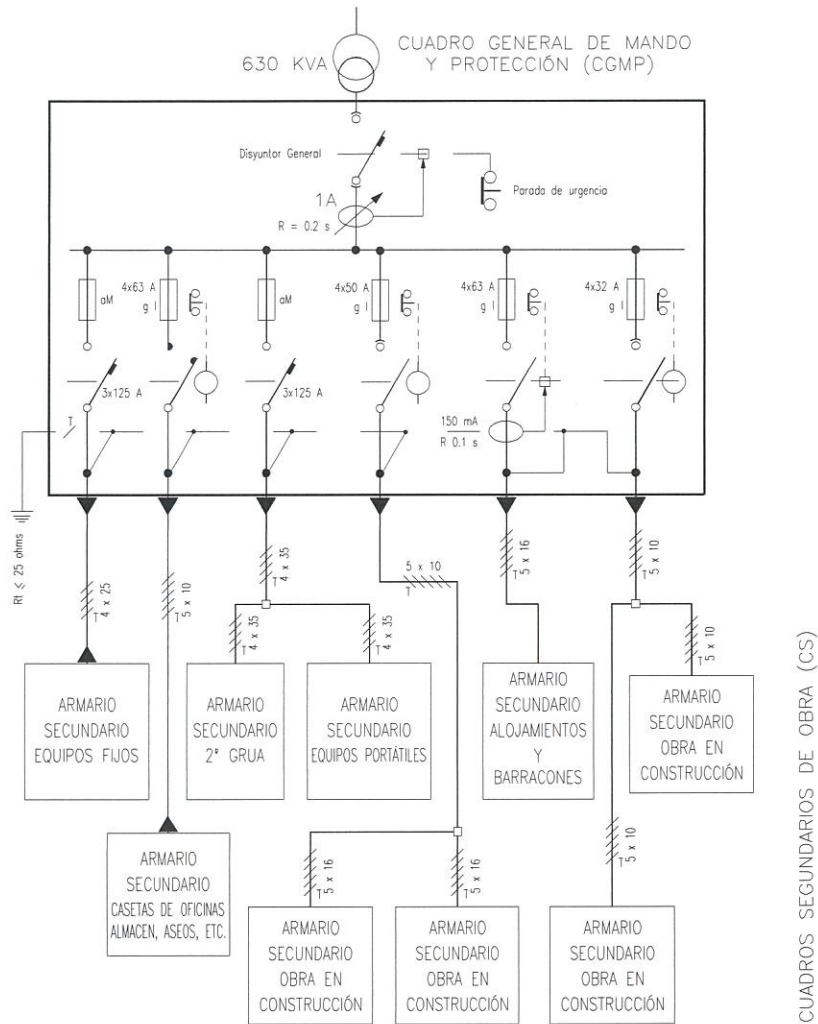 630 KVA
CUADRO GENERAL DE MANDO
Y PROTECCIÓN (CGMP)
Disyuntor General
Parada de urgencia
1A
R = 0.2 s
aM
4x63 A
g I
aM
4x50 A
g I
4x63 A
g I
4x32 A
g I
3x125 A
3x125 A
T
150 mA
R 0.1 s
Rt ≤ 25 ohms
T 4 x 25
T 5 x 10
T 4 x 35
5 x 10
T
T 5 x 16
T 5 x 10
T 4 x 35
T 4 x 35
T 5 x 10
ARMARIO
SECUNDARIO
EQUIPOS FIJOS
ARMARIO
SECUNDARIO
2ª GRUA
ARMARIO
SECUNDARIO
EQUIPOS PORTÁTILES
ARMARIO
SECUNDARIO
ALOJAMIENTOS
Y
BARRACONES
ARMARIO
SECUNDARIO
OBRA EN
CONSTRUCCIÓN
T 5 x 10
ARMARIO
SECUNDARIO
CASETAS DE OFICINAS
ALMACEN, ASEOS, ETC.
T 5 x 16
T 5 x 16
ARMARIO
SECUNDARIO
OBRA EN
CONSTRUCCIÓN
ARMARIO
SECUNDARIO
OBRA EN
CONSTRUCCIÓN
ARMARIO
SECUNDARIO
OBRA EN
CONSTRUCCIÓN
CUADROS SEGUNDARIOS DE OBRA (CS)